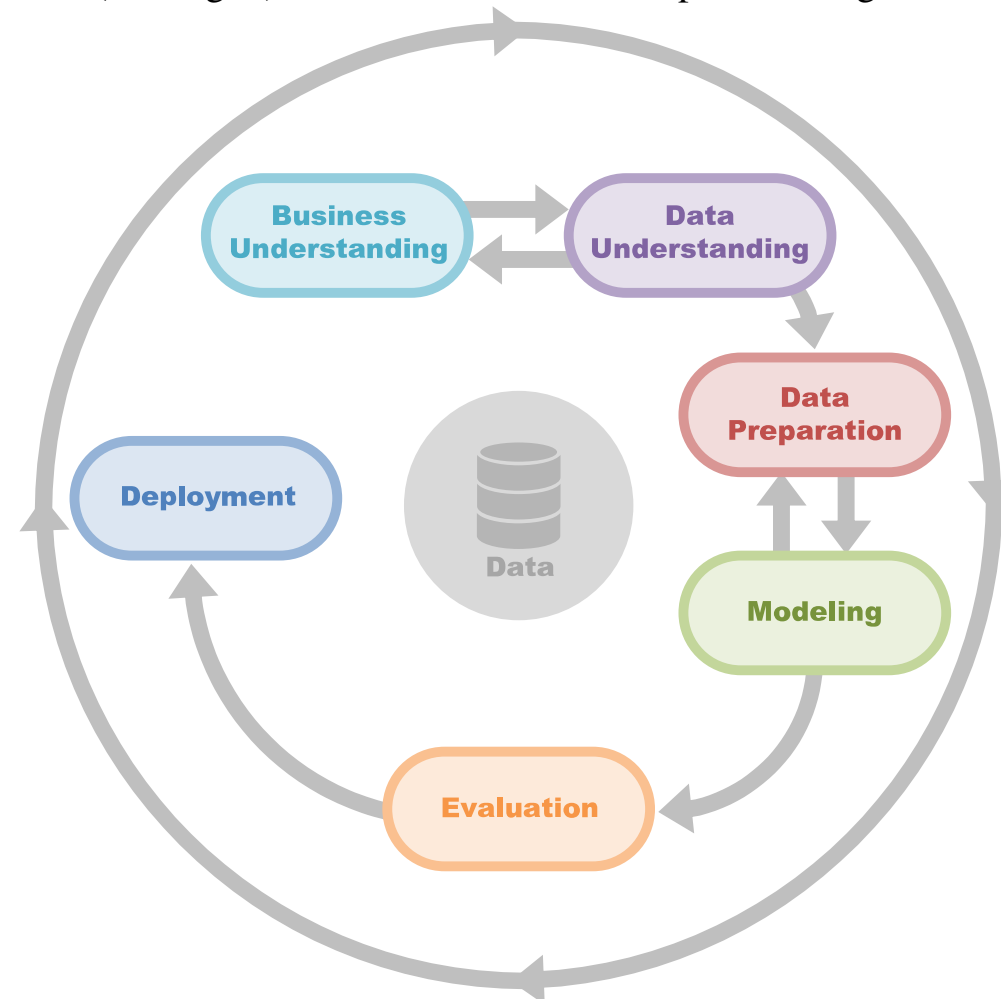 Business
Understanding
Data
Understanding
Data
Preparation
Deployment
Data
Modeling
Evaluation